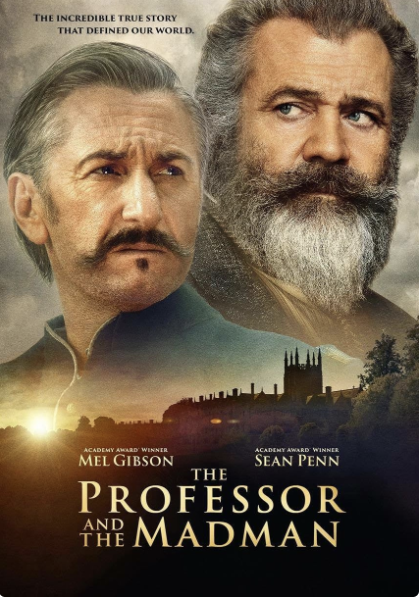 THE INCREDIBLE TRUE STORY
THAT DEFINED OUR WORLD.
ACADEMY AWARD® WINNER
MEL GIBSON
ACADEMY AWARD® WINNER
SEAN PENN
THE
PROFESSOR
AND
THE MADMAN